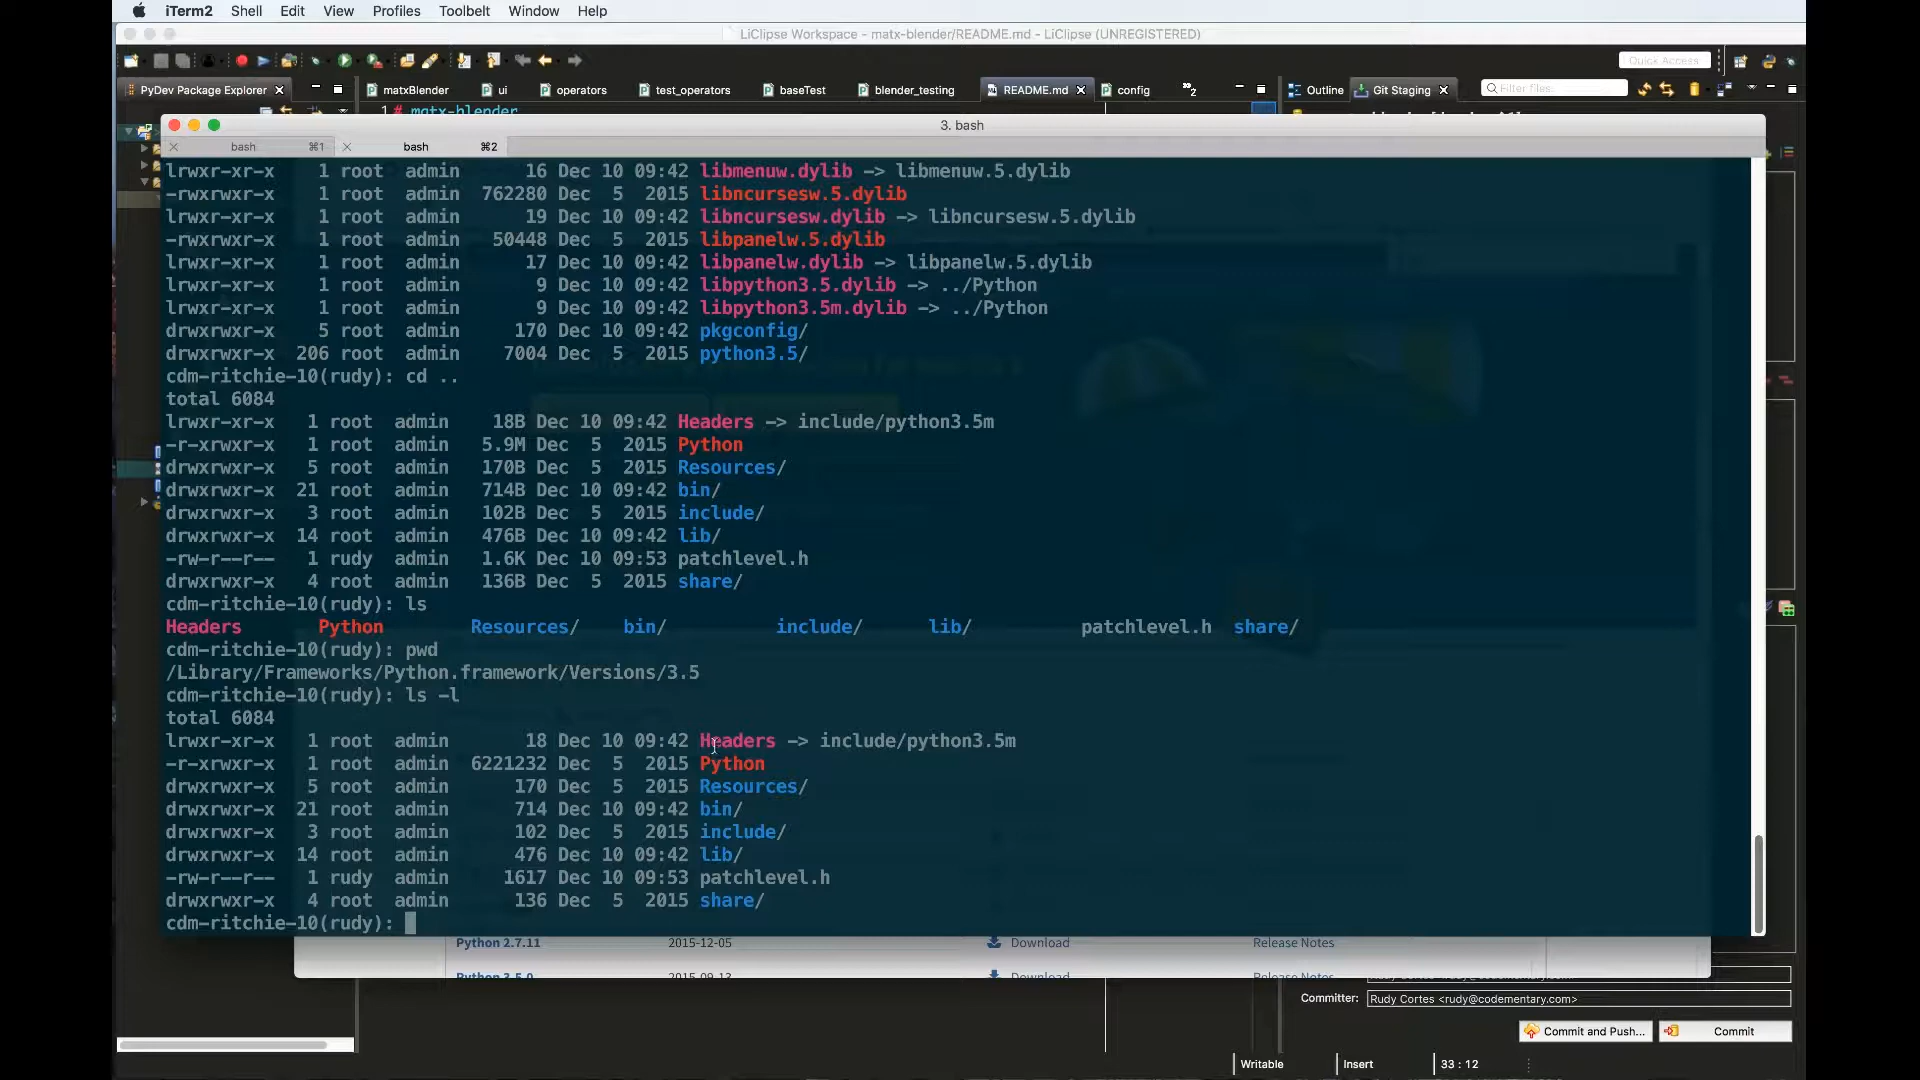 iTerm2 Shell Edit View Profiles Toolbelt Window Help
LiClipse Workspace - matx-blender/README.md - LiClipse (UNREGISTERED)
Quick Access
PyDev Package Explorer matxBlender ui operators test_operators baseTest blender_testing README.md config 2 Outline Git Staging Filter files
1 # matx-blender
3. bash
bash ⌘1 bash ⌘2
lrwxr-xr-x 1 root admin 16 Dec 10 09:42 libmenuw.dylib -> libmenuw.5.dylib
-rwxrwxr-x 1 root admin 762280 Dec 5 2015 libncursesw.5.dylib
lrwxr-xr-x 1 root admin 19 Dec 10 09:42 libncursesw.dylib -> libncursesw.5.dylib
-rwxrwxr-x 1 root admin 50448 Dec 5 2015 libpanelw.5.dylib
lrwxr-xr-x 1 root admin 17 Dec 10 09:42 libpanelw.dylib -> libpanelw.5.dylib
lrwxr-xr-x 1 root admin 9 Dec 10 09:42 libpython3.5.dylib -> ../Python
lrwxr-xr-x 1 root admin 9 Dec 10 09:42 libpython3.5m.dylib -> ../Python
drwxrwxr-x 5 root admin 170 Dec 10 09:42 pkgconfig/
drwxrwxr-x 206 root admin 7004 Dec 5 2015 python3.5/
cdm-ritchie-10(rudy): cd ..
total 6084
lrwxr-xr-x 1 root admin 18B Dec 10 09:42 Headers -> include/python3.5m
-r-xrwxr-x 1 root admin 5.9M Dec 5 2015 Python
drwxrwxr-x 5 root admin 170B Dec 5 2015 Resources/
drwxrwxr-x 21 root admin 714B Dec 10 09:42 bin/
drwxrwxr-x 3 root admin 102B Dec 5 2015 include/
drwxrwxr-x 14 root admin 476B Dec 10 09:42 lib/
-rw-r--r-- 1 rudy admin 1.6K Dec 10 09:53 patchlevel.h
drwxrwxr-x 4 root admin 136B Dec 5 2015 share/
cdm-ritchie-10(rudy): ls
Headers Python Resources/ bin/ include/ lib/ patchlevel.h share/
cdm-ritchie-10(rudy): pwd
/Library/Frameworks/Python.framework/Versions/3.5
cdm-ritchie-10(rudy): ls -l
total 6084
lrwxr-xr-x 1 root admin 18 Dec 10 09:42 Headers -> include/python3.5m
-r-xrwxr-x 1 root admin 6221232 Dec 5 2015 Python
drwxrwxr-x 5 root admin 170 Dec 5 2015 Resources/
drwxrwxr-x 21 root admin 714 Dec 10 09:42 bin/
drwxrwxr-x 3 root admin 102 Dec 5 2015 include/
drwxrwxr-x 14 root admin 476 Dec 10 09:42 lib/
-rw-r--r-- 1 rudy admin 1617 Dec 10 09:53 patchlevel.h
drwxrwxr-x 4 root admin 136 Dec 5 2015 share/
cdm-ritchie-10(rudy):
Python 2.7.11 2015-12-05 Download Release Notes
Python 3.5.0 2015-09-13 Download Release Notes
Committer: Rudy Cortes <rudy@codementary.com>
Commit and Push... Commit
Writable Insert 33 : 12